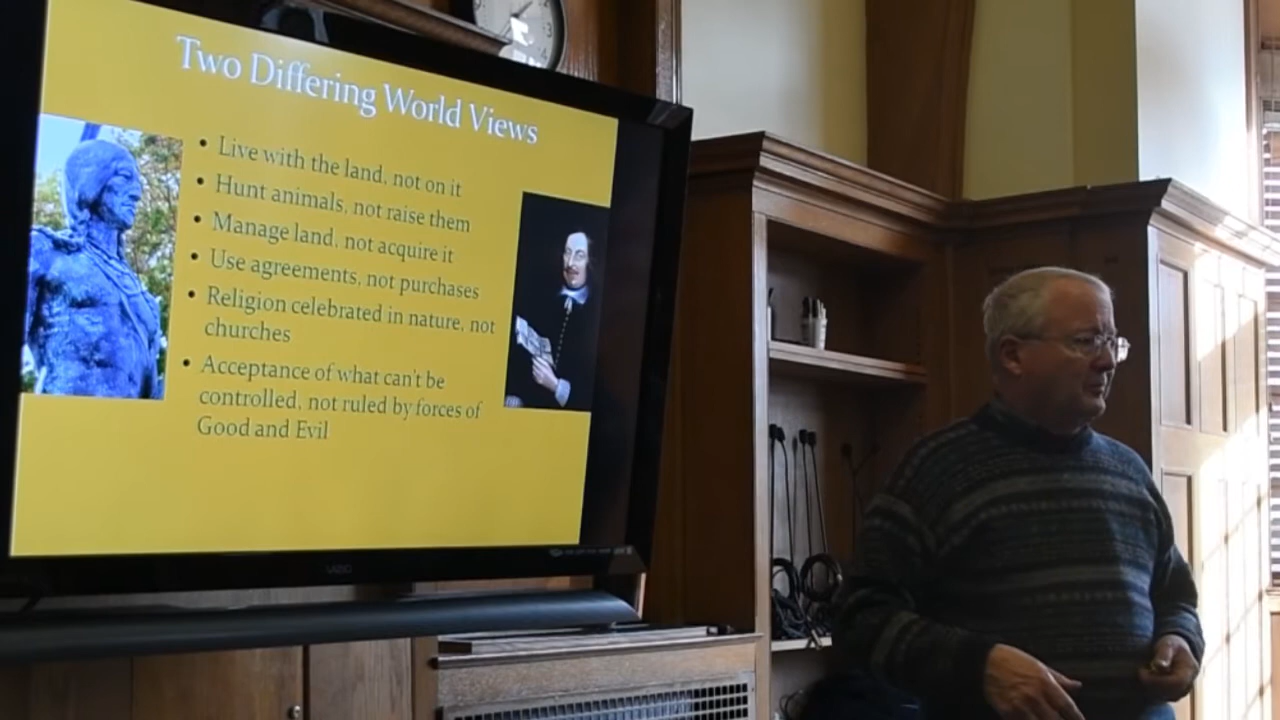 Two Differing World Views
• Live with the land, not on it
• Hunt animals, not raise them
• Manage land, not acquire it
• Use agreements, not purchases
• Religion celebrated in nature, not
churches
• Acceptance of what can't be
controlled, not ruled by forces of
Good and Evil
VIZIO